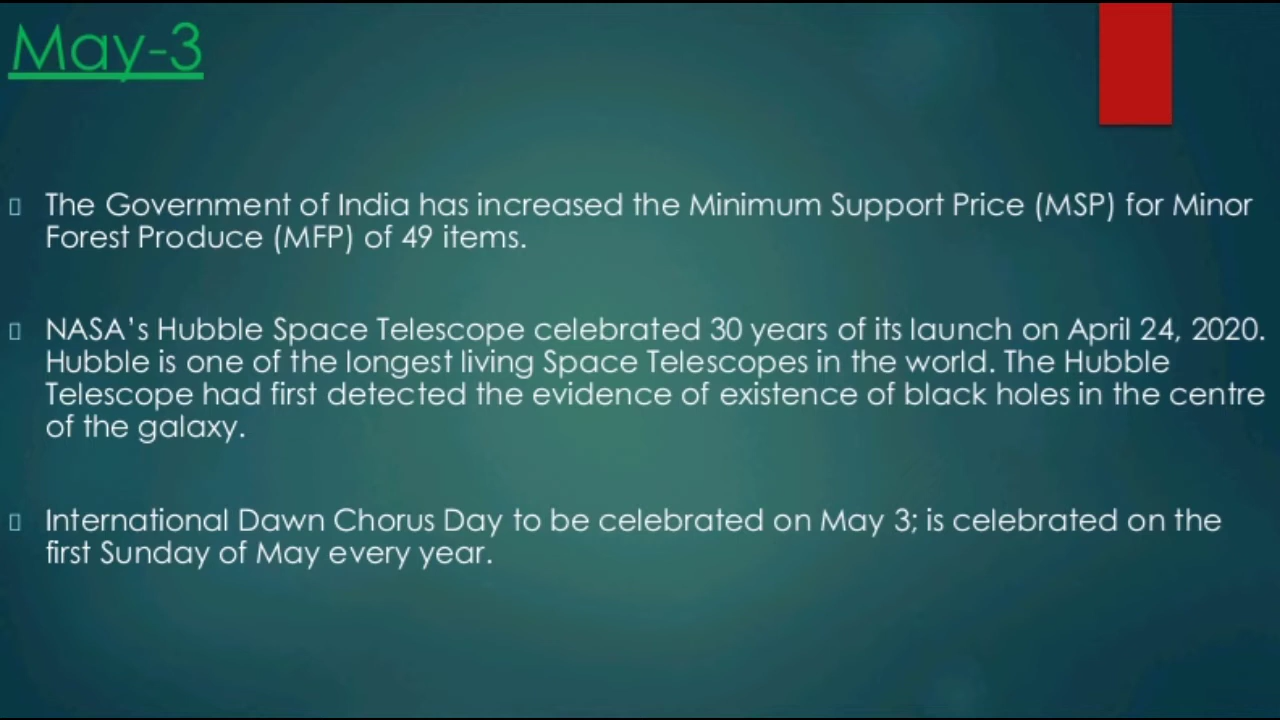 May-3
The Government of India has increased the Minimum Support Price (MSP) for Minor
Forest Produce (MFP) of 49 items.
NASA's Hubble Space Telescope celebrated 30 years of its launch on April 24, 2020.
Hubble is one of the longest living Space Telescopes in the world. The Hubble
Telescope had first detected the evidence of existence of black holes in the centre
of the galaxy.
International Dawn Chorus Day to be celebrated on May 3; is celebrated on the
first Sunday of May every year.